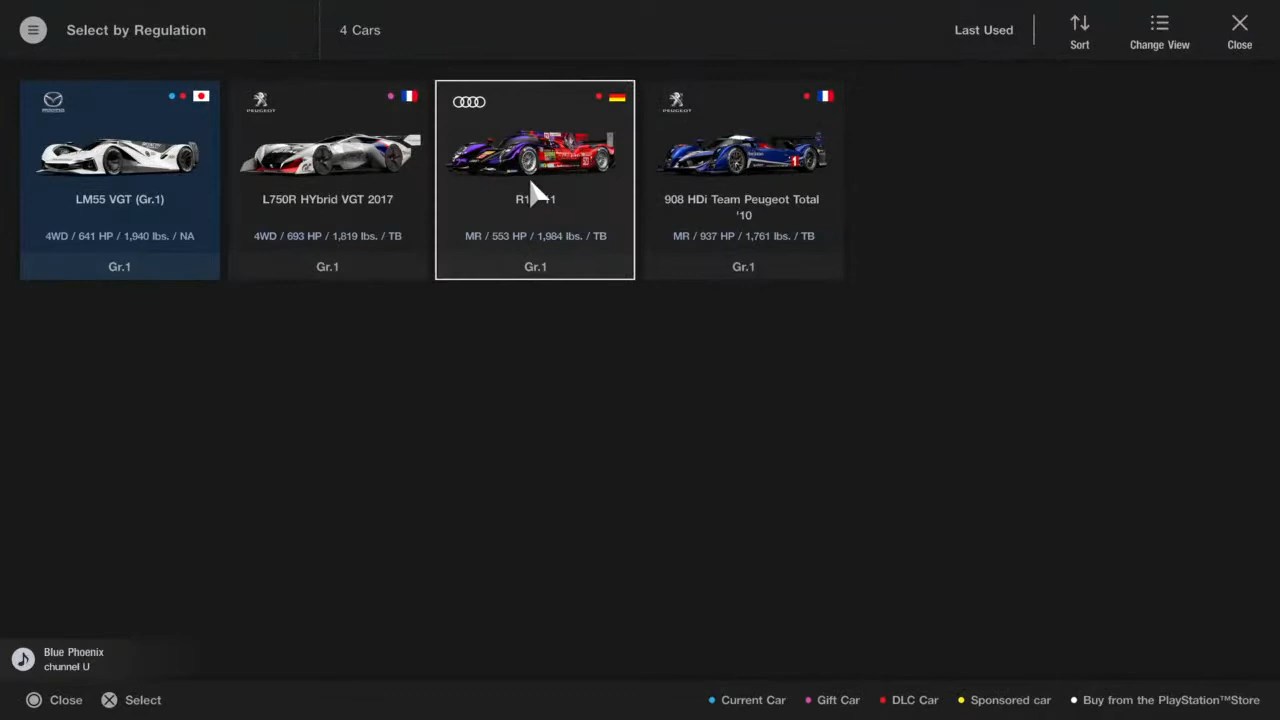 Select by Regulation
4 Cars
Last Used
Sort
Change View
Close
LM55 VGT (Gr.1)
4WD / 641 HP / 1,940 lbs. / NA
Gr.1
PEUGEOT
L750R HYbrid VGT 2017
4WD / 693 HP / 1,819 lbs. / TB
Gr.1
MR / 553 HP / 1,984 lbs. / TB
Gr.1
PEUGEOT
908 HDi Team Peugeot Total
'10
MR / 937 HP / 1,761 lbs. / TB
Gr.1
Blue Phoenix
chunnel U
Close
Select
Current Car
Gift Car
DLC Car
Sponsored car
Buy from the PlayStation™Store